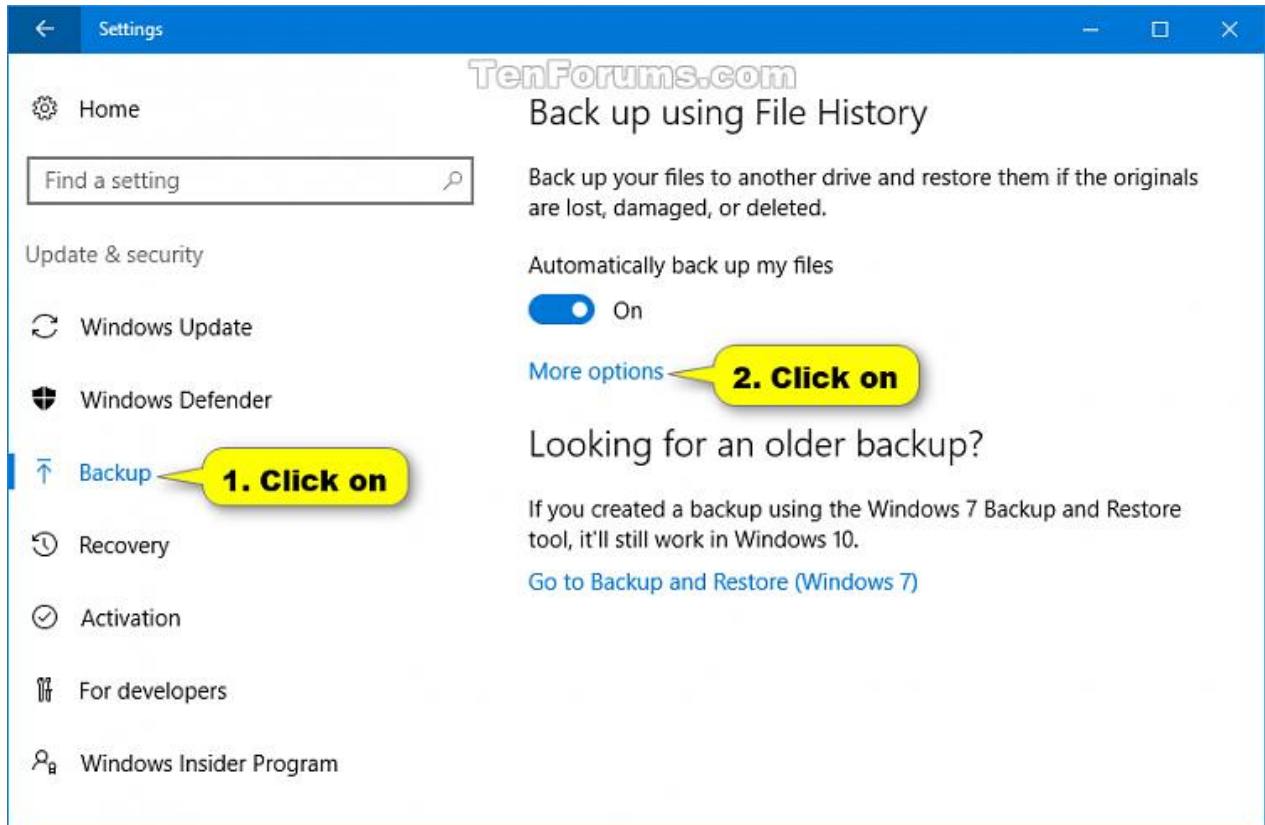 Settings
TenForums.com
Home
Find a setting
Update & security
Windows Update
Windows Defender
Backup
1. Click on
Recovery
Activation
For developers
Windows Insider Program
Back up using File History
Back up your files to another drive and restore them if the originals
are lost, damaged, or deleted.
Automatically back up my files
On
More options
2. Click on
Looking for an older backup?
If you created a backup using the Windows 7 Backup and Restore
tool, it'll still work in Windows 10.
Go to Backup and Restore (Windows 7)